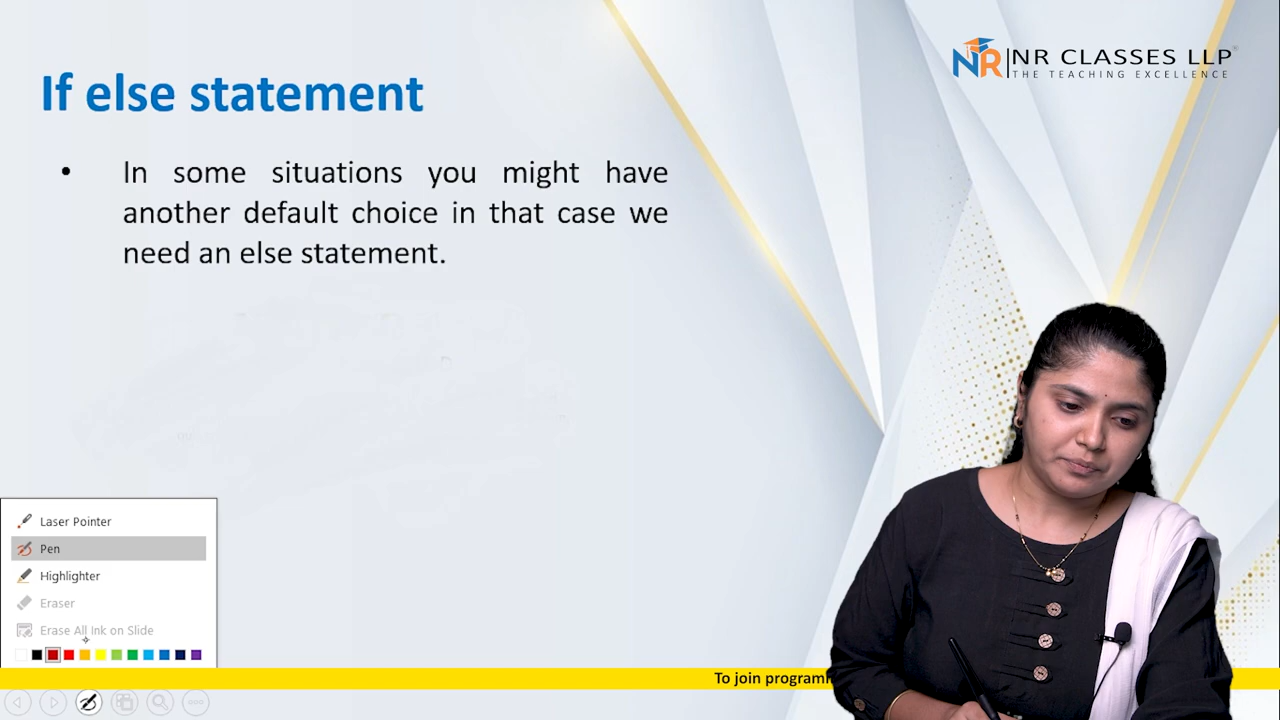 NR|NR CLASSES LLP
THE TEACHING EXCELLENCE
If else statement
• In some situations you might have
another default choice in that case we
need an else statement.
Laser Pointer
Pen
Highlighter
Eraser
Erase All Ink on Slide
To join